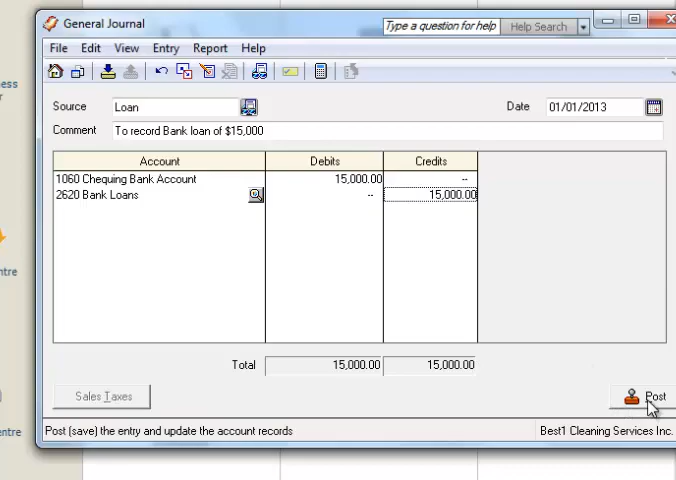 General Journal
Type a question for help
Help Search
File Edit View Entry Report Help
Source Loan Date 01/01/2013
Comment To record Bank loan of $15,000
Account Debits Credits
1060 Chequing Bank Account 15,000.00 --
2620 Bank Loans -- 15,000.00
Total 15,000.00 15,000.00
Sales Taxes Post
Post (save) the entry and update the account records Best1 Cleaning Services Inc.
ess
r
ntre
entre